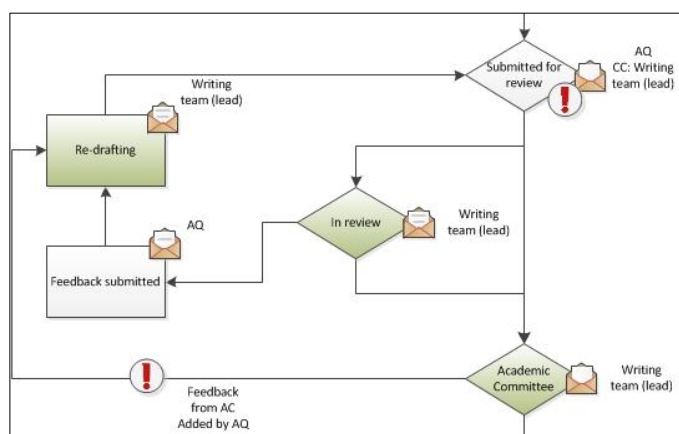 Submitted for
review
AQ
CC: Writing
team (lead)
Writing
team (lead)
Re-drafting
In review
Writing
team (lead)
AQ
Feedback submitted
Academic
Committee
Writing
team (lead)
Feedback
from AC
Added by AQ